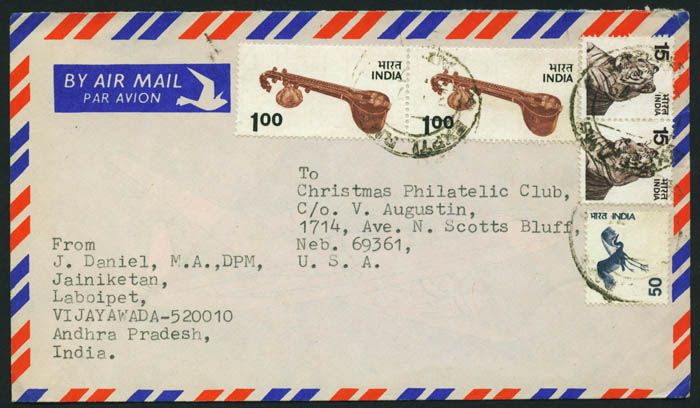 BY AIR MAIL
PAR AVION
भारत
INDIA
1.00
भारत
INDIA
1.00
15
भारत
INDIA
15
भारत
INDIA
भारत INDIA
50
To
Christmas Philatelic Club,
C/o. V. Augustin,
1714, Ave. N. Scotts Bluff,
Neb. 69361,
U. S. A.
From
J. Daniel, M.A.,DPM,
Jainiketan,
Laboipet,
VIJAYAWADA-520010
Andhra Pradesh,
India.